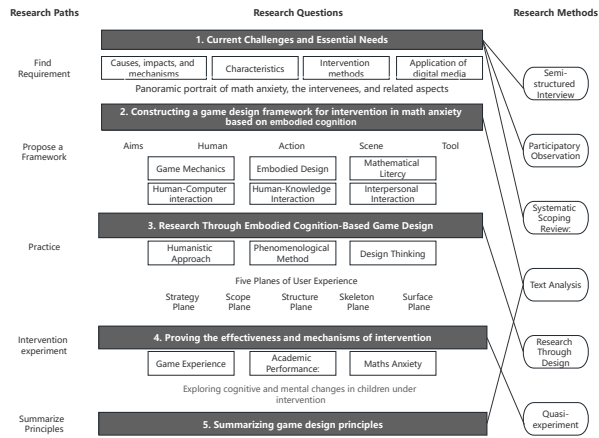 Research Paths
Research Questions
Research Methods
1. Current Challenges and Essential Needs
Find
Requirement
Causes, impacts, and
mechanisms
Characteristics
Intervention
methods
Application of
digital media
Panoramic portrait of math anxiety, the intervenees, and related aspects
Semi-
structured
Interview
2. Constructing a game design framework for intervention in math anxiety
based on embodied cognition
Propose a
Framework
Aims
Human
Action
Scene
Tool
Participatory
Observation
Game Mechanics
Embodied Design
Mathematical
Litercy
Human-Computer
interaction
Human-Knowledge
Interaction
Interpersonal
Interaction
Systematic
Scoping
Review:
3. Research Through Embodied Cognition-Based Game Design
Practice
Humanistic
Approach
Phenomenological
Method
Design Thinking
Five Planes of User Experience
Strategy
Plane
Scope
Plane
Structure
Plane
Skeleton
Plane
Surface
Plane
Text Analysis
4. Proving the effectiveness and mechanisms of intervention
Intervention
experiment
Game Experience
Academic
Performance:
Maths Anxiety
Exploring cognitive and mental changes in children under
intervention
Research
Through
Design
5. Summarizing game design principles
Summarize
Principles
Quasi-
experiment